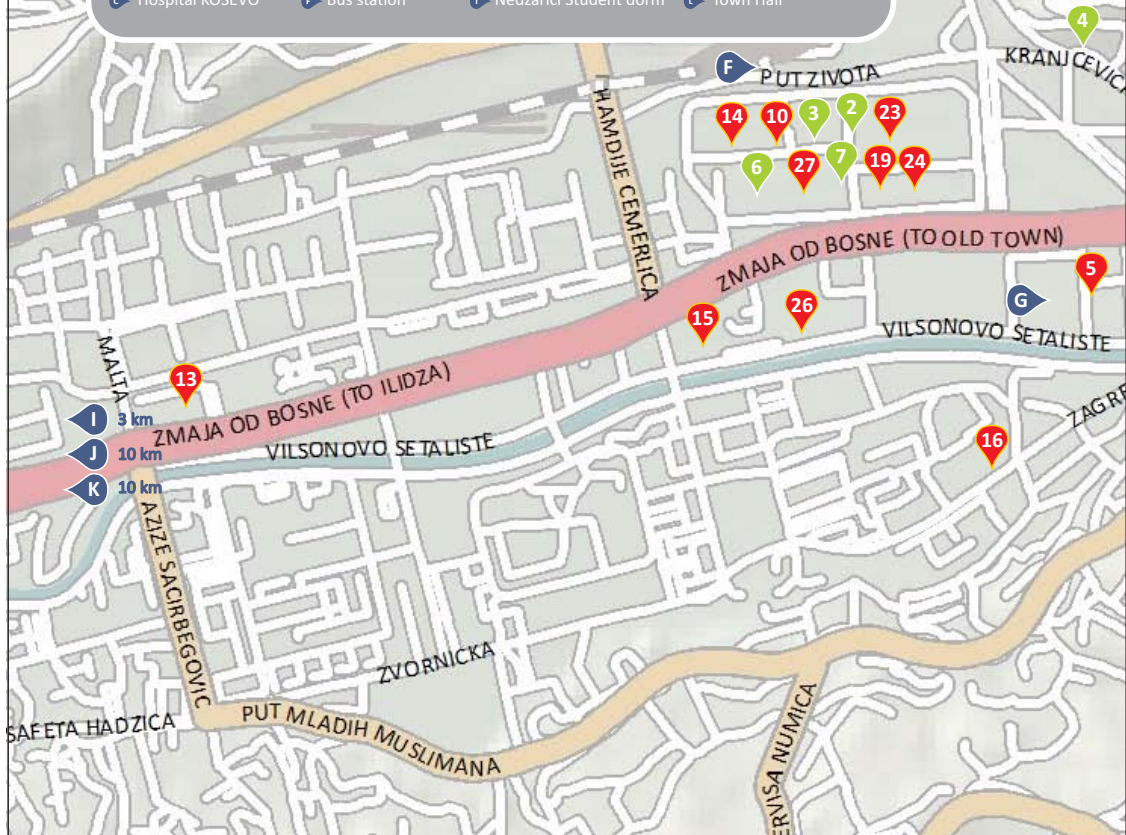 C Hospital KOSEVO
F Bus station
I Nedzarici Student dorm
L Town Hall
4
KRANJCEVIC
F
PUT ZIVOTA
14
10
3
2
23
6
27
7
19
24
HAMDIJE CEMERLICA
ZMAJA OD BOSNE (TO OLD TOWN)
5
G
15
26
VILSONOVO SETALISTE
MALTA
13
I 3 km
J 10 km
K 10 km
ZMAJA OD BOSNE (TO ILIDZA)
VILSONOVO SETALISTE
ZAGRE
16
AZIZE SACIRBEGOVIC
ZVORNICKA
SAFETA HADZICA
PUT MLADIH MUSLIMANA
ERVISA NUMICA